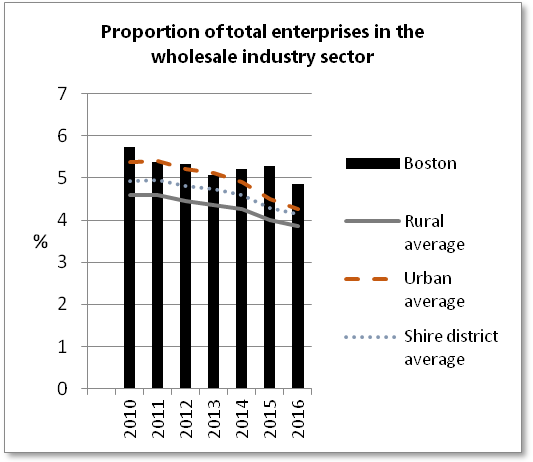 Proportion of total enterprises in the
wholesale industry sector
7
6
5
4
3
2
1
0
%
2010
2011
2012
2013
2014
2015
2016
Boston
Rural
average
Urban
average
Shire district
average